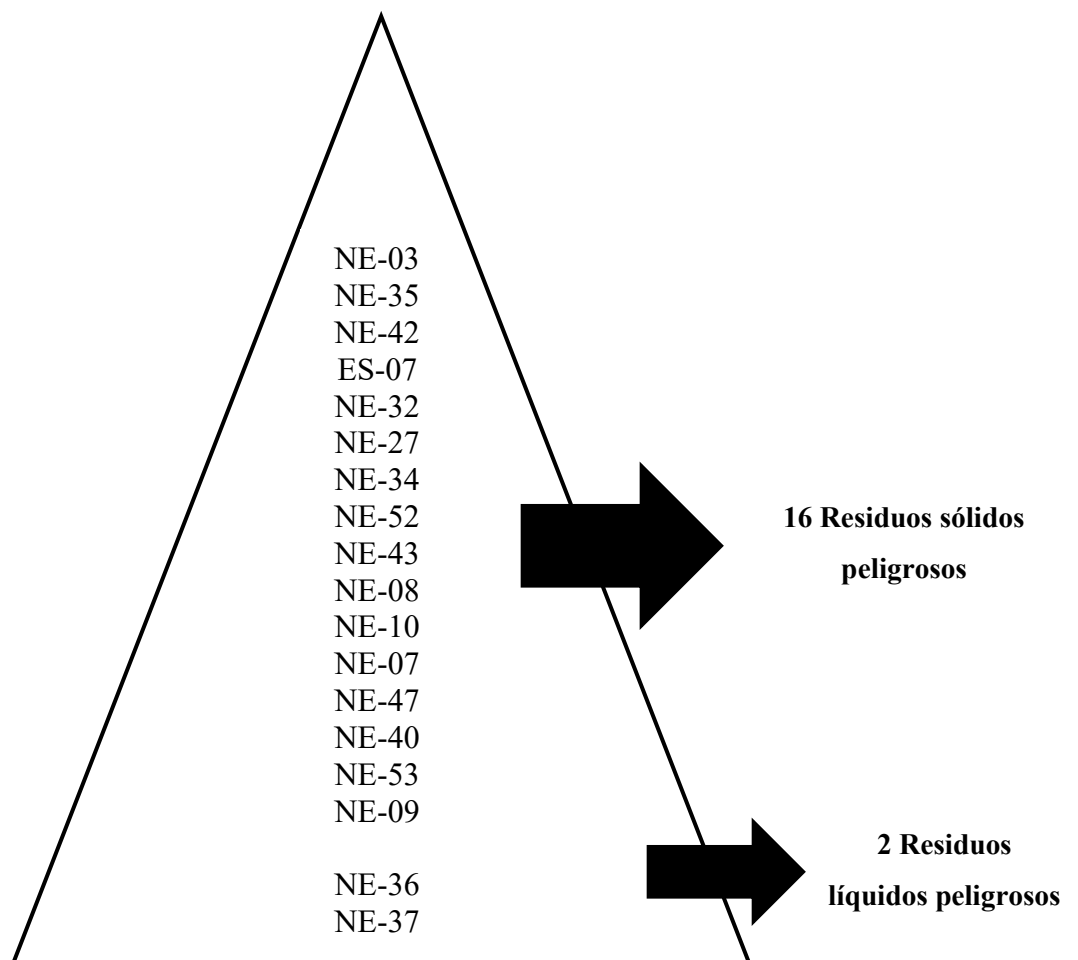 NE-03
NE-35
NE-42
ES-07
NE-32
NE-27
NE-34
NE-52
NE-43
NE-08
NE-10
NE-07
NE-47
NE-40
NE-53
NE-09
16 Residuos sólidos
peligrosos
NE-36
NE-37
2 Residuos
líquidos peligrosos